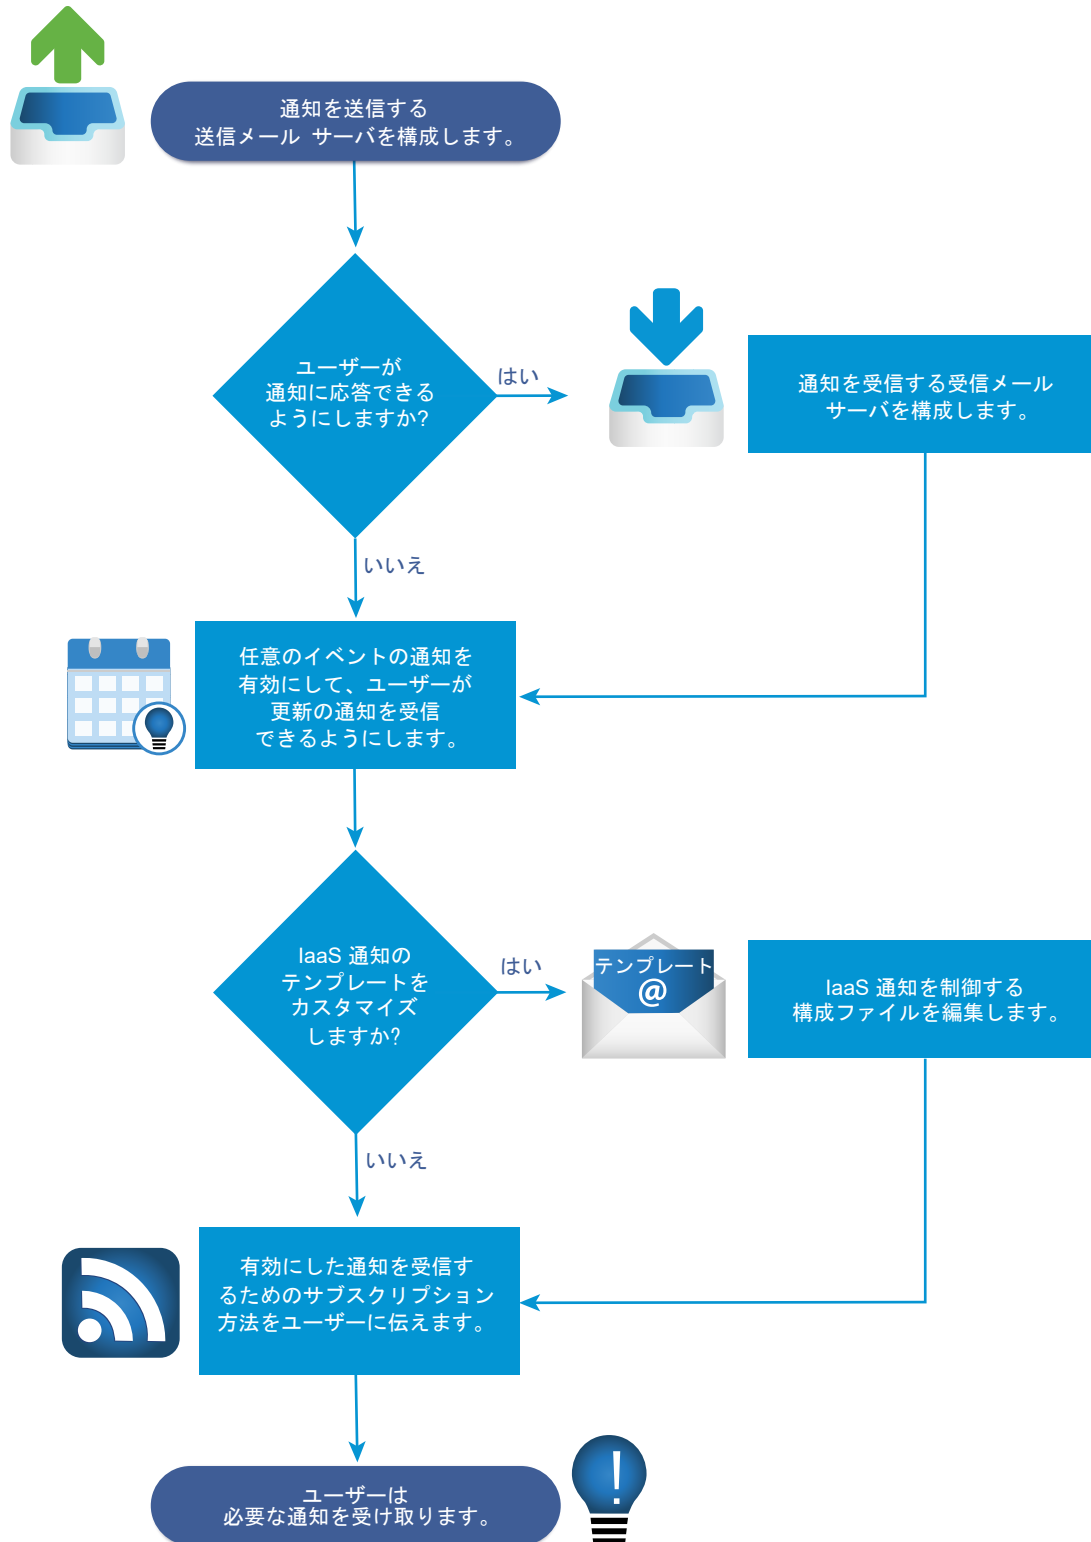 通知を送信する
送信メール サーバを構成します。
ユーザーが
通知に応答できる
ようにしますか?
はい
通知を受信する受信メール
サーバを構成します。
いいえ
任意のイベントの通知を
有効にして、ユーザーが
更新の通知を受信
できるようにします。
IaaS 通知の
テンプレートを
カスタマイズ
しますか?
はい
テンプレート
@
IaaS 通知を制御する
構成ファイルを編集します。
いいえ
有効にした通知を受信す
るためのサブスクリプション
方法をユーザーに伝えます。
ユーザーは
必要な通知を受け取ります。
!